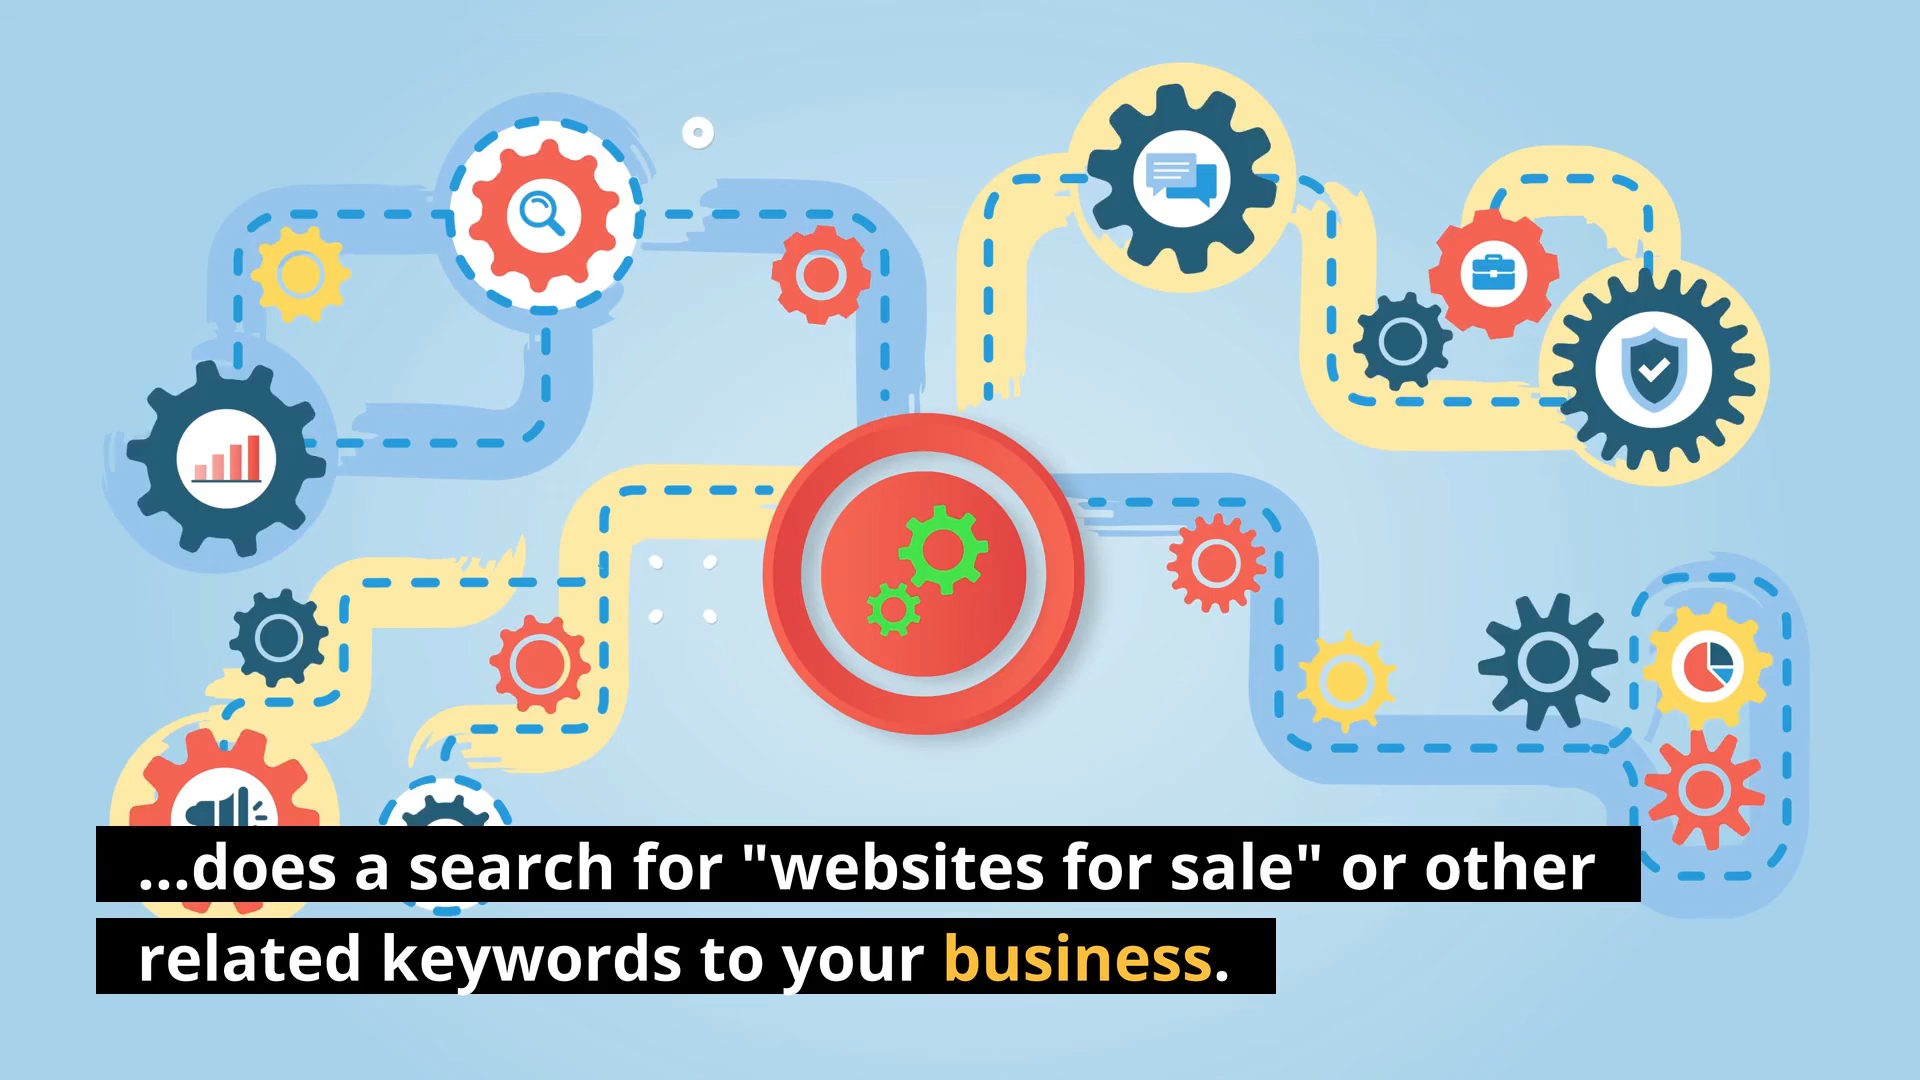 ...does a search for "websites for sale" or other
related keywords to your business.